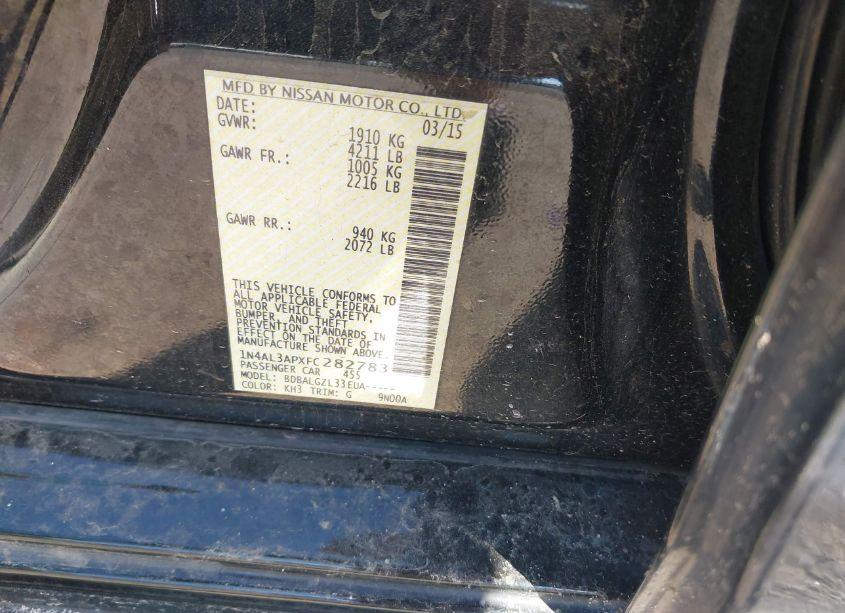 MFD BY NISSAN MOTOR CO., LTD.
DATE: 03/15
GVWR: 1910 KG
4211 LB
GAWR FR.: 1005 KG
2216 LB
GAWR RR.: 940 KG
2072 LB
THIS VEHICLE CONFORMS TO
ALL APPLICABLE FEDERAL
MOTOR VEHICLE SAFETY,
BUMPER, AND THEFT
PREVENTION STANDARDS IN
EFFECT ON THE DATE OF
MANUFACTURE SHOWN ABOVE.
1N4AL3APXFC282783
PASSENGER CAR 455
MODEL: BDBALGZL33EUA-----
COLOR: KH3 TRIM: G 9N00A